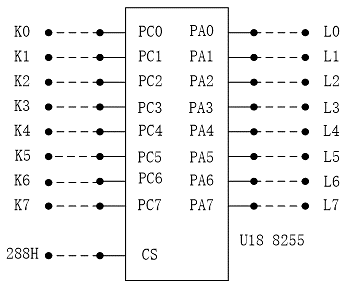 K0 PC0 PA0 L0
K1 PC1 PA1 L1
K2 PC2 PA2 L2
K3 PC3 PA3 L3
K4 PC4 PA4 L4
K5 PC5 PA5 L5
K6 PC6 PA6 L6
K7 PC7 PA7 L7
U18 8255
288H CS